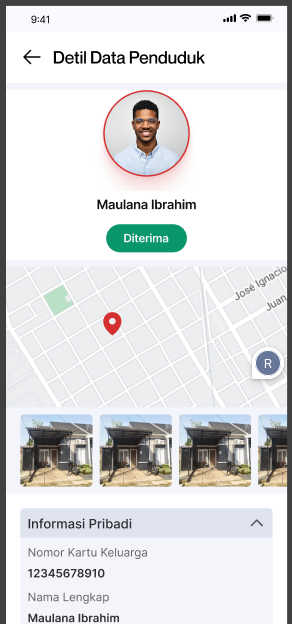 9:41
Detil Data Penduduk
Maulana Ibrahim
Diterima
José Ignacio
Juan
R
Informasi Pribadi
Nomor Kartu Keluarga
12345678910
Nama Lengkap
Maulana Ibrahim